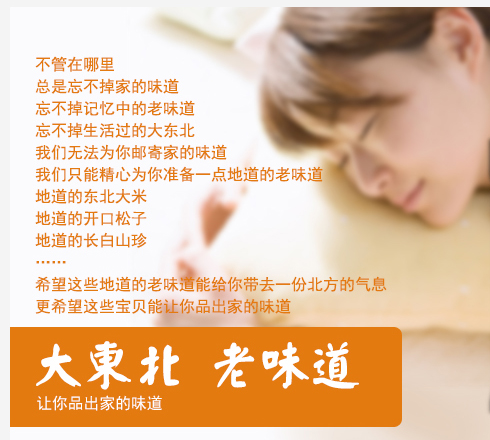 不管在哪里
总是忘不掉家的味道
忘不掉记忆中的老味道
忘不掉生活过的大东北
我们无法为你邮寄家的味道
我们只能精心为你准备一点地道的老味道
地道的东北大米
地道的开口松子
地道的长白山珍
……
希望这些地道的老味道能给你带去一份北方的气息
更希望这些宝贝能让你品出家的味道
大東北 老味道
让你品出家的味道